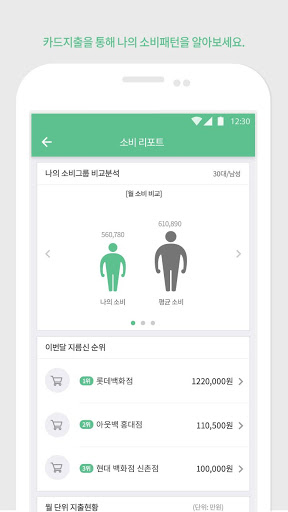 카드지출을 통해 나의 소비패턴을 알아보세요.
12:30
소비 리포트
나의 소비그룹 비교분석 30대/남성
[월 소비 비교]
610,890
560,780
나의 소비 평균 소비
이번달 지름신 순위
1위 롯데백화점 1220,000원
2위 아웃백 홍대점 110,500원
3위 현대 백화점 신촌점 100,000원
월 단위 지출현황 (단위: 만원)